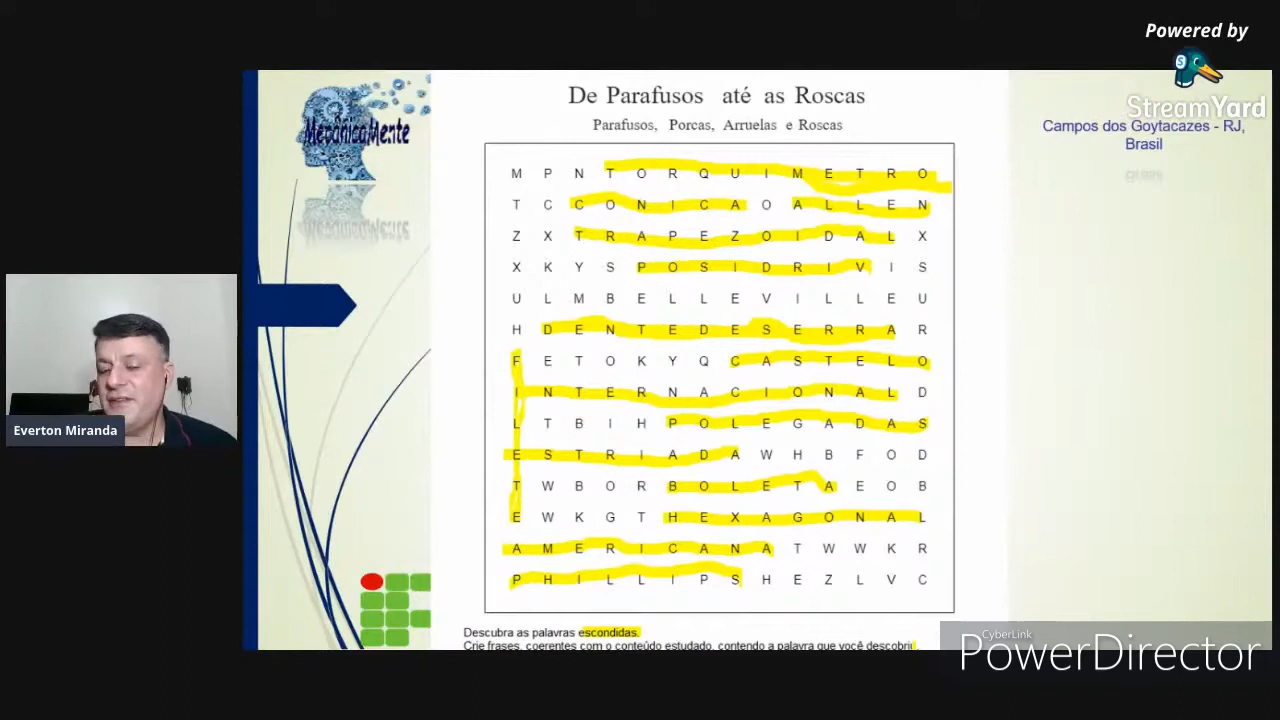 Powered by
StreamYard
De Parafusos até as Roscas
Parafusos, Porcas, Arruelas e Roscas
MecânicaMente
Campos dos Goytacazes - RJ,
Brasil
M P N T O R Q U I M E T R O
T C C O N I C A O A L L E N
Z X T R A P E Z O I D A L X
X K Y S P O S I D R I V I S
U L M B E L L E V I L L E U
H D E N T E D E S E R R A R
F E T O K Y Q C A S T E L O
I N T E R N A C I O N A L D
L T B I H P O L E G A D A S
E S T R I A D A W H B F O D
T W B O R B O L E T A E O B
E W K G T H E X A G O N A L
A M E R I C A N A T W W K R
P H I L L I P S H E Z L V C
Everton Miranda
Descubra as palavras escondidas.
Crie frases, coerentes com o conteúdo estudado, contendo a palavra que você descobriu.
CyberLink
PowerDirector